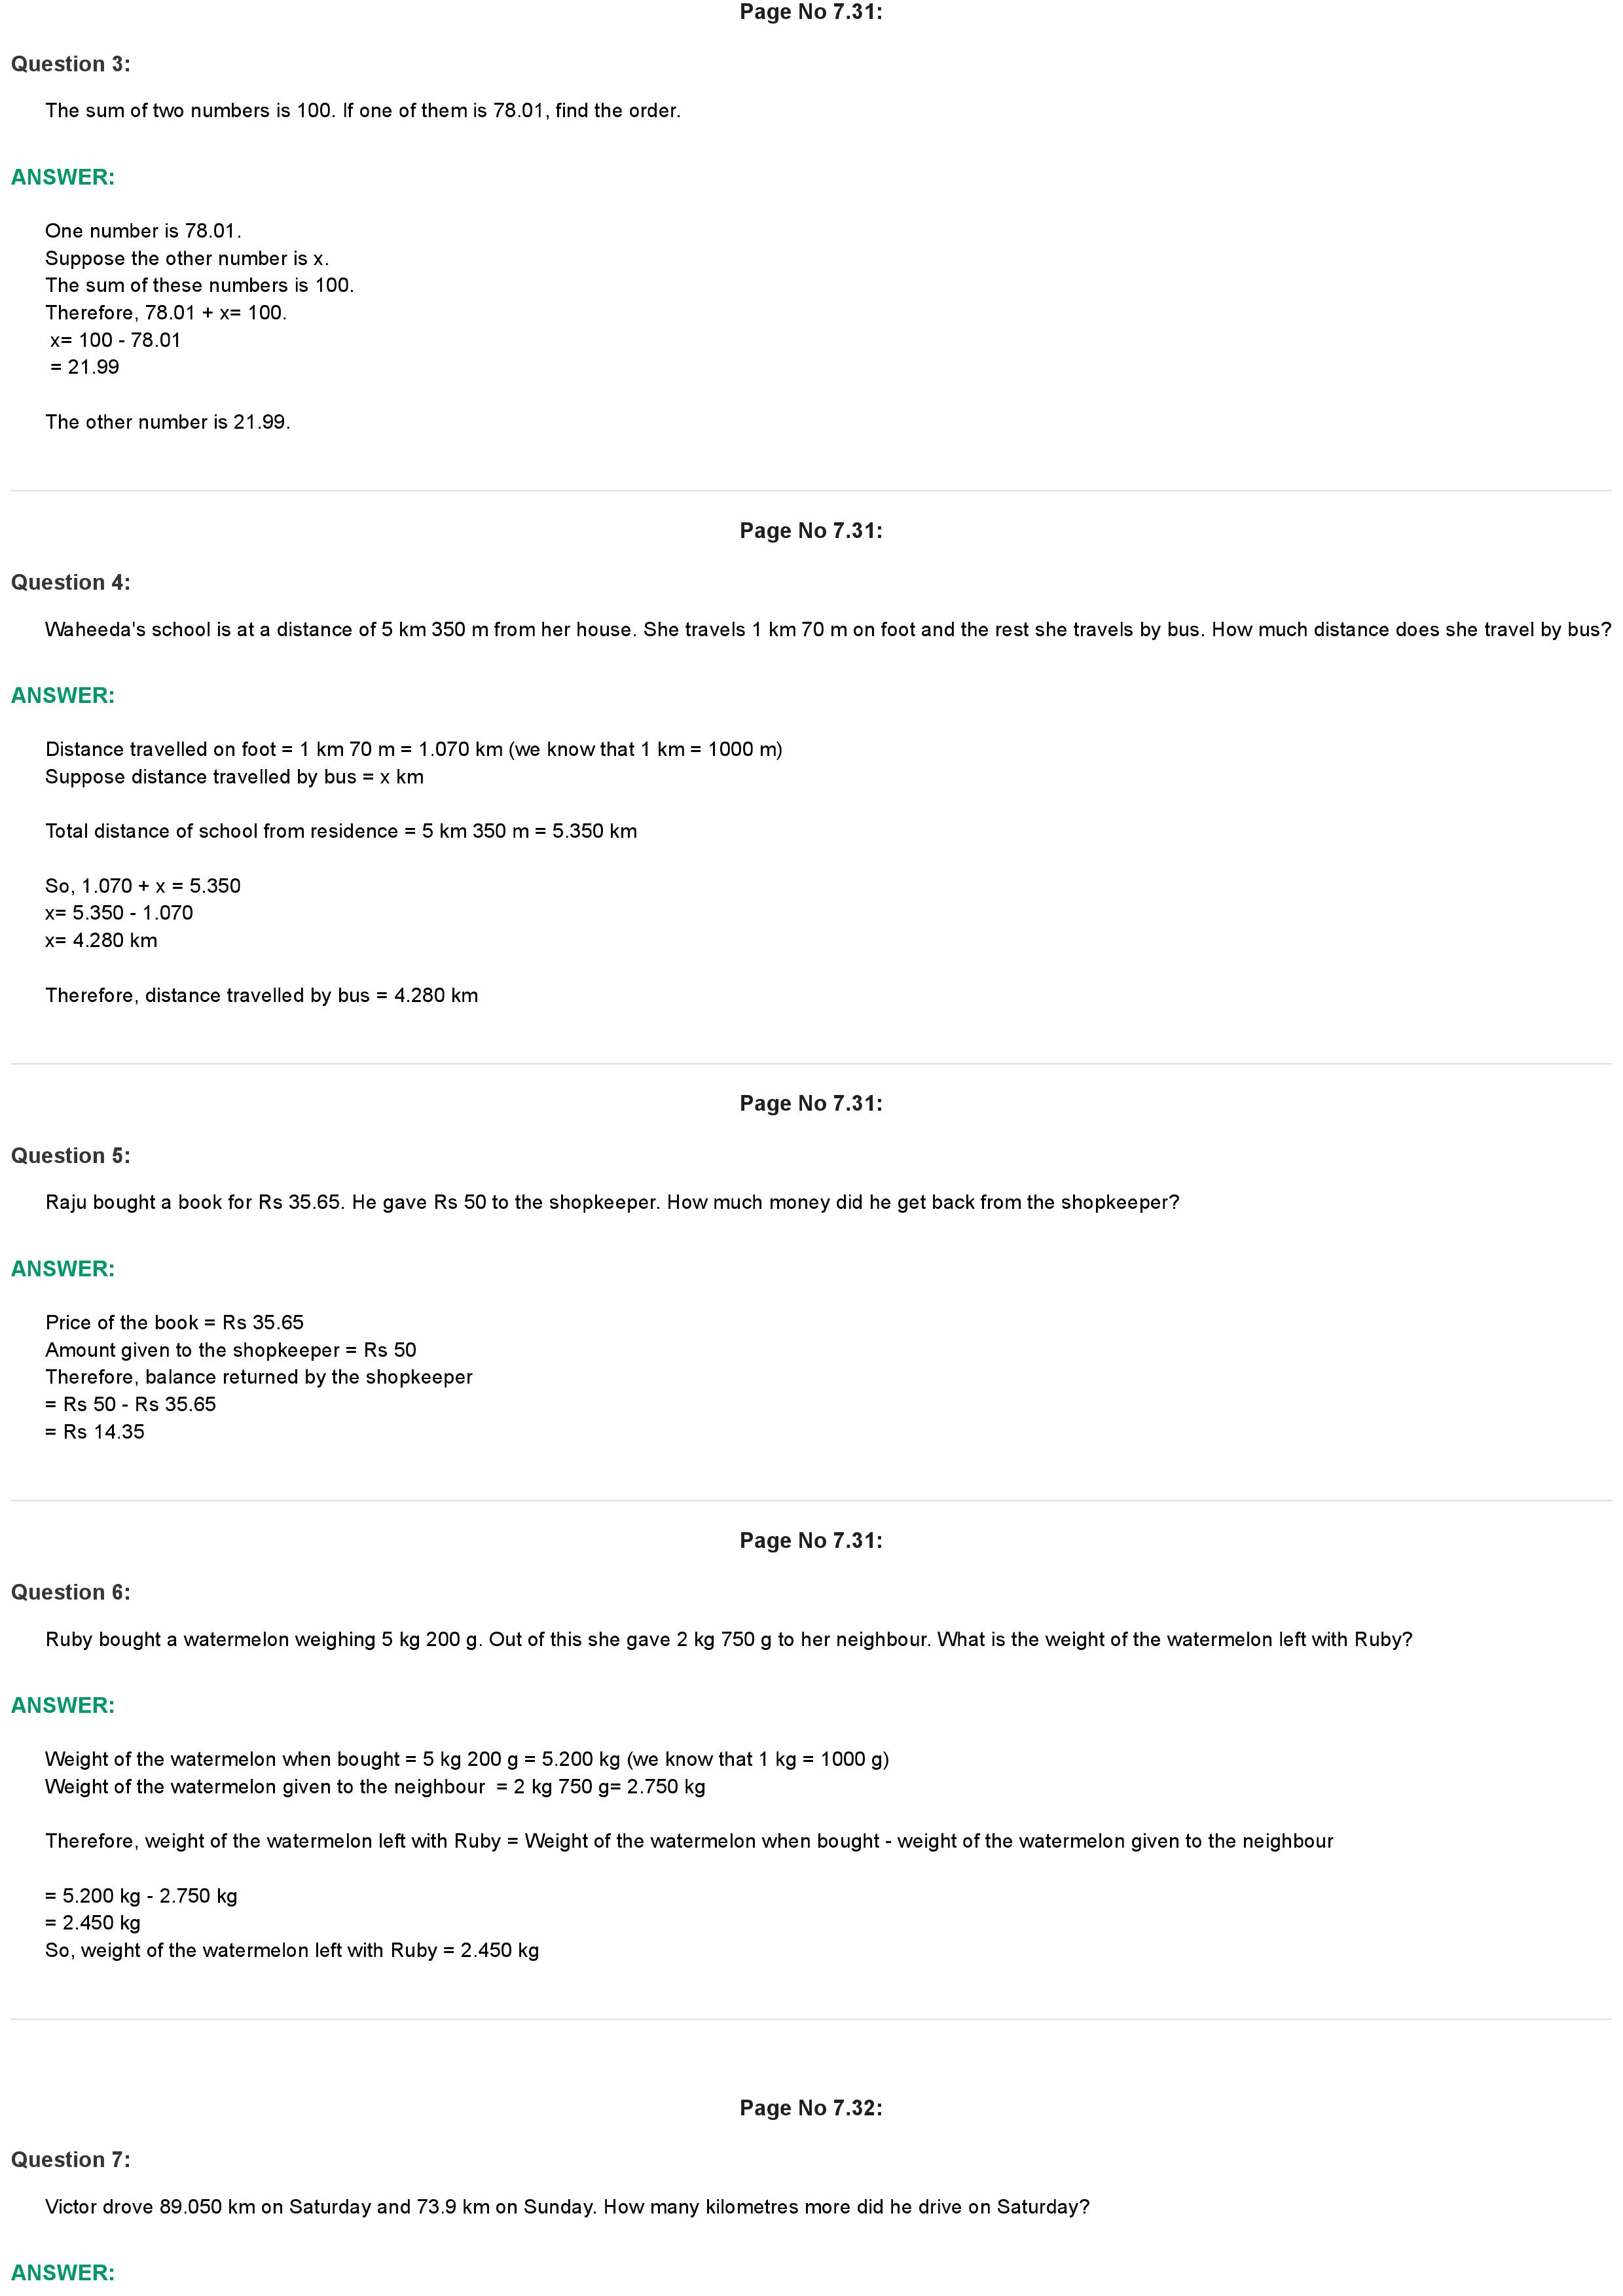 Page No 7.31:
Question 3:
The sum of two numbers is 100. If one of them is 78.01, find the order.
ANSWER:
One number is 78.01.
Suppose the other number is x.
The sum of these numbers is 100.
Therefore, 78.01 + x= 100.
x= 100 - 78.01
= 21.99
The other number is 21.99.
Page No 7.31:
Question 4:
Waheeda's school is at a distance of 5 km 350 m from her house. She travels 1 km 70 m on foot and the rest she travels by bus. How much distance does she travel by bus?
ANSWER:
Distance travelled on foot = 1 km 70 m = 1.070 km (we know that 1 km = 1000 m)
Suppose distance travelled by bus = x km
Total distance of school from residence = 5 km 350 m = 5.350 km
So, 1.070 + x = 5.350
x= 5.350 - 1.070
x= 4.280 km
Therefore, distance travelled by bus = 4.280 km
Page No 7.31:
Question 5:
Raju bought a book for Rs 35.65. He gave Rs 50 to the shopkeeper. How much money did he get back from the shopkeeper?
ANSWER:
Price of the book = Rs 35.65
Amount given to the shopkeeper = Rs 50
Therefore, balance returned by the shopkeeper
= Rs 50 - Rs 35.65
= Rs 14.35
Page No 7.31:
Question 6:
Ruby bought a watermelon weighing 5 kg 200 g. Out of this she gave 2 kg 750 g to her neighbour. What is the weight of the watermelon left with Ruby?
ANSWER:
Weight of the watermelon when bought = 5 kg 200 g = 5.200 kg (we know that 1 kg = 1000 g)
Weight of the watermelon given to the neighbour  = 2 kg 750 g= 2.750 kg
Therefore, weight of the watermelon left with Ruby = Weight of the watermelon when bought - weight of the watermelon given to the neighbour
= 5.200 kg - 2.750 kg
= 2.450 kg
So, weight of the watermelon left with Ruby = 2.450 kg
Page No 7.32:
Question 7:
Victor drove 89.050 km on Saturday and 73.9 km on Sunday. How many kilometres more did he drive on Saturday?
ANSWER: